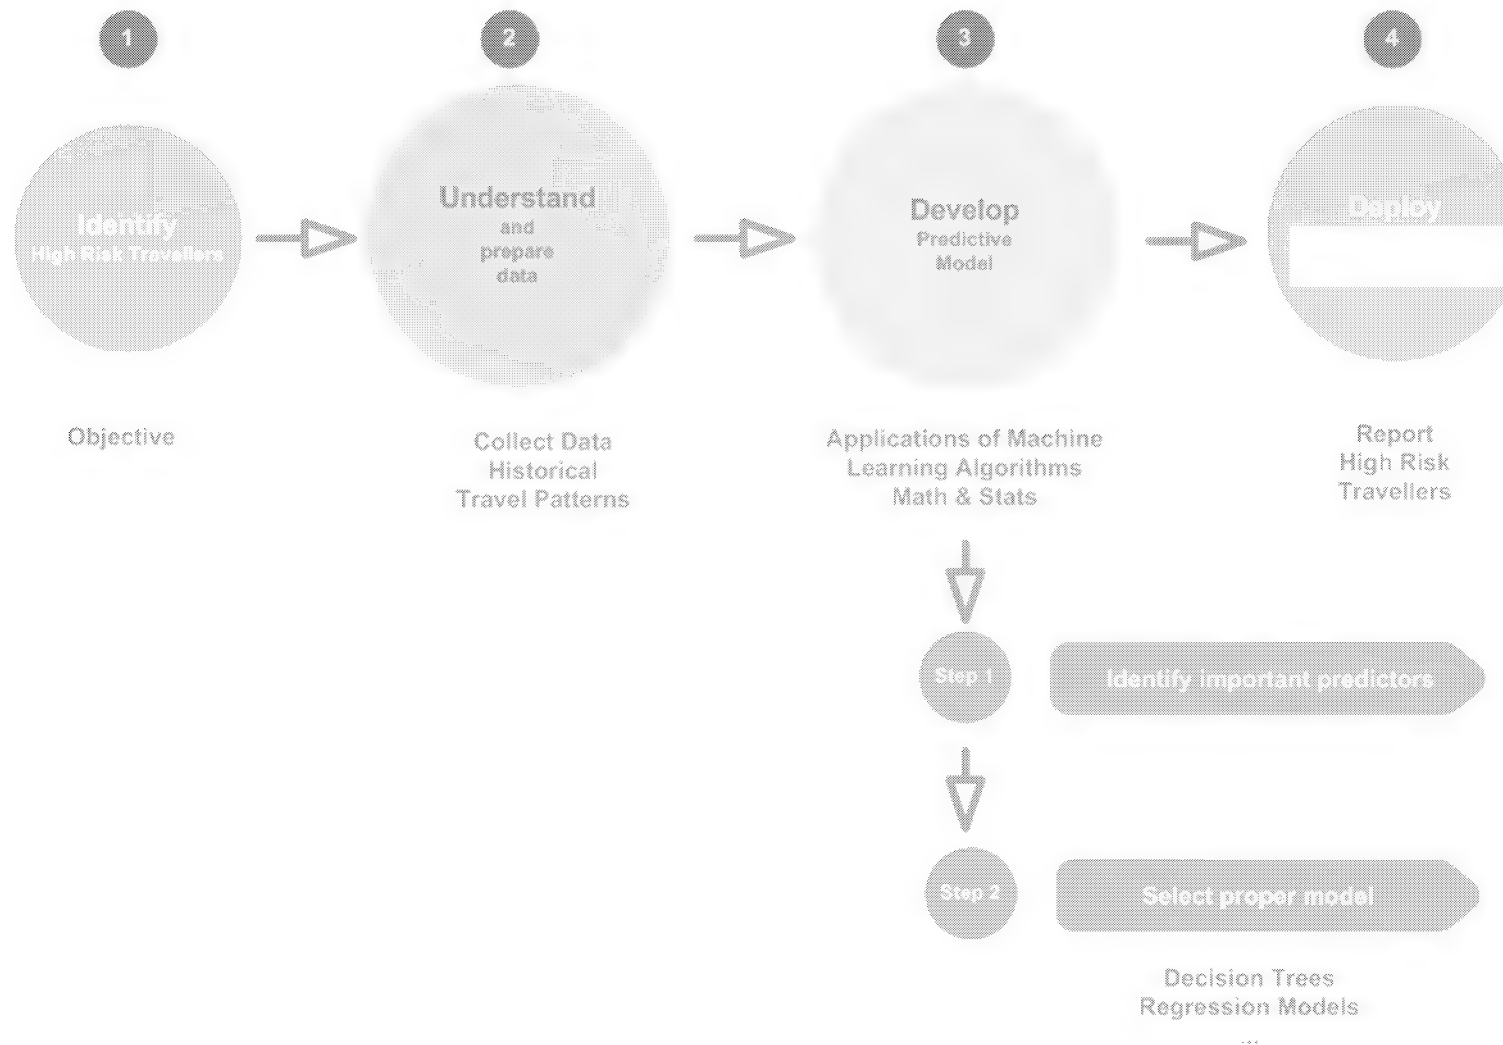 1
2
3
4
Identify
High Risk Travellers
Understand
and
prepare
data
Develop
Predictive
Model
Deploy
Objective
Collect Data
Historical
Travel Patterns
Applications of Machine
Learning Algorithms
Math & Stats
Report
High Risk
Travellers
Step 1
Identify important predictors
Step 2
Select proper model
Decision Trees
Regression Models